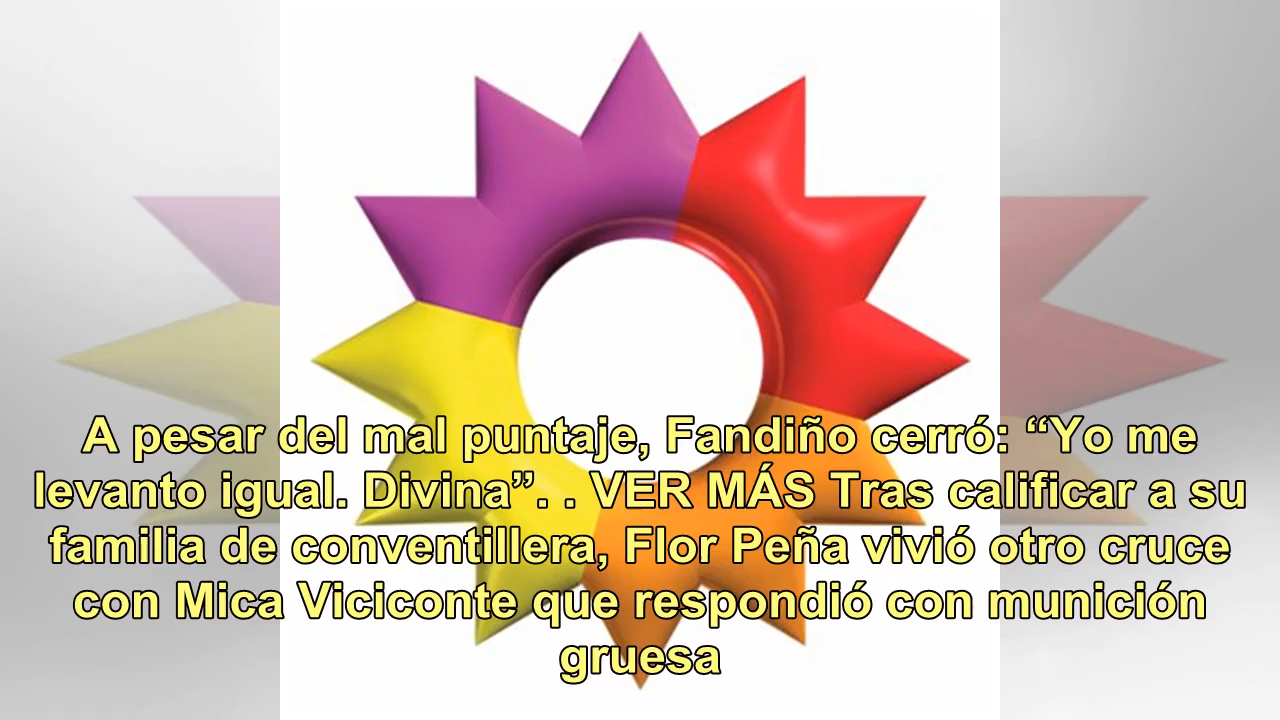 A pesar del mal puntaje, Fandiño cerró: “Yo me
levanto igual. Divina”. . VER MÁS Tras calificar a su
familia de conventillera, Flor Peña vivió otro cruce
con Mica Viciconte que respondió con munición
gruesa